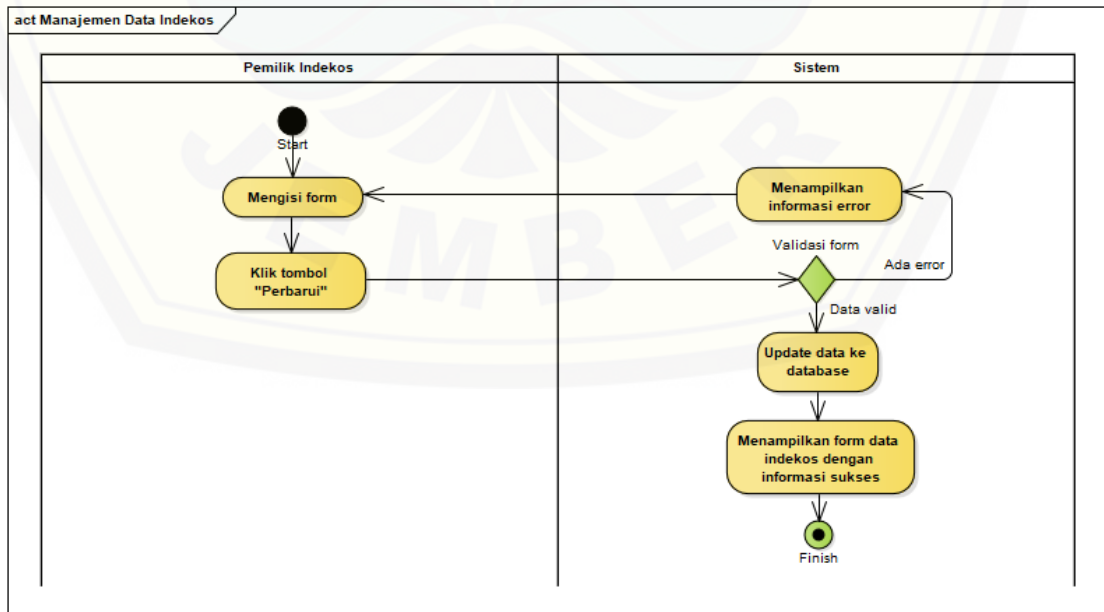 act Manajemen Data Indekos
Pemilik Indekos
Sistem
Start
Mengisi form
Menampilkan
informasi error
Validasi form
Ada error
Klik tombol
"Perbarui"
Data valid
Update data ke
database
Menampilkan form data
indekos dengan
informasi sukses
Finish
JEMBER